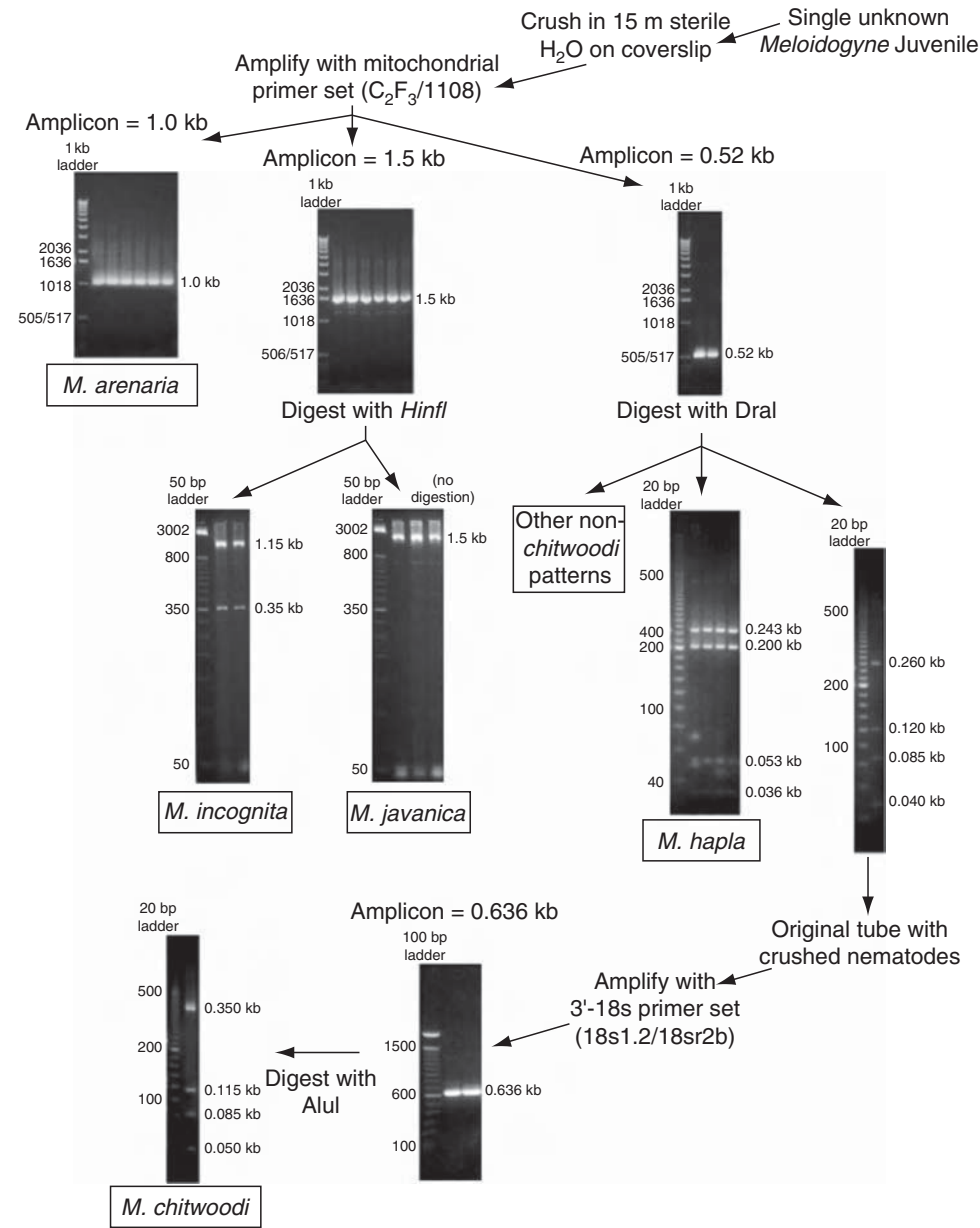 Single unknown
Meloidogyne Juvenile
Crush in 15 m sterile
H₂O on coverslip
Amplify with mitochondrial
primer set (C₂F₃/1108)
Amplicon = 1.0 kb
1kb
ladder
2036
1636
1018
505/517
1.0 kb
M. arenaria
Amplicon = 1.5 kb
1kb
ladder
2036
1636
1018
506/517
1.5 kb
Digest with Hinfl
Amplicon = 0.52 kb
1kb
ladder
2036
1636
1018
505/517
0.52 kb
Digest with Dral
50 bp
ladder
3002
800
350
50
1.15 kb
0.35 kb
M. incognita
50 bp
ladder
(no
digestion)
3002
800
350
50
1.5 kb
M. javanica
Other non-
chitwoodi
patterns
20 bp
ladder
500
400
200
100
40
0.243 kb
0.200 kb
0.053 kb
0.036 kb
M. hapla
20 bp
ladder
500
200
100
0.260 kb
0.120 kb
0.085 kb
0.040 kb
Original tube with
crushed nematodes
Amplify with
3'-18s primer set
(18s1.2/18sr2b)
Amplicon = 0.636 kb
100 bp
ladder
1500
600
100
0.636 kb
Digest with
Alul
20 bp
ladder
500
200
100
0.350 kb
0.115 kb
0.085 kb
0.050 kb
M. chitwoodi